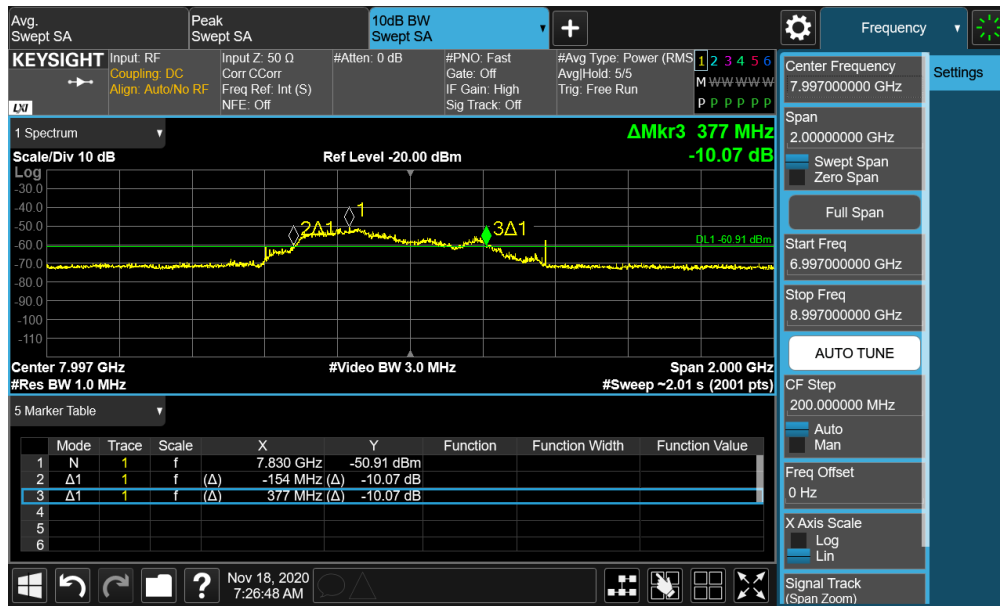 Avg.
Swept SA
Peak
Swept SA
10dB BW
Swept SA
Frequency
KEYSIGHT
LXI
Input: RF
Coupling: DC
Align: Auto/No RF
Input Z: 50 Ω
Corr CCorr
Freq Ref: Int (S)
NFE: Off
#Atten: 0 dB
#PNO: Fast
Gate: Off
IF Gain: High
Sig Track: Off
#Avg Type: Power (RMS
Avg|Hold: 5/5
Trig: Free Run
1 2 3 4 5 6
M W W W W W
P P P P P P
1 Spectrum
Scale/Div 10 dB
Log
Ref Level -20.00 dBm
ΔMkr3 377 MHz
-10.07 dB
-30.0
-40.0
-50.0
-60.0
-70.0
-80.0
-90.0
-100
-110
1
2Δ1
3Δ1
DL1 -60.91 dBm
Center 7.997 GHz
#Video BW 3.0 MHz
Span 2.000 GHz
#Res BW 1.0 MHz
#Sweep ~2.01 s (2001 pts)
5 Marker Table
Mode Trace Scale X Y Function Function Width Function Value
1 N 1 f 7.830 GHz -50.91 dBm
2 Δ1 1 f (Δ) -154 MHz (Δ) -10.07 dB
3 Δ1 1 f (Δ) 377 MHz (Δ) -10.07 dB
4
5
6
Nov 18, 2020
7:26:48 AM
?
Center Frequency
7.997000000 GHz
Span
2.00000000 GHz
Swept Span
Zero Span
Full Span
Start Freq
6.997000000 GHz
Stop Freq
8.997000000 GHz
AUTO TUNE
CF Step
200.000000 MHz
Auto
Man
Freq Offset
0 Hz
X Axis Scale
Log
Lin
Signal Track
(Span Zoom)
Settings